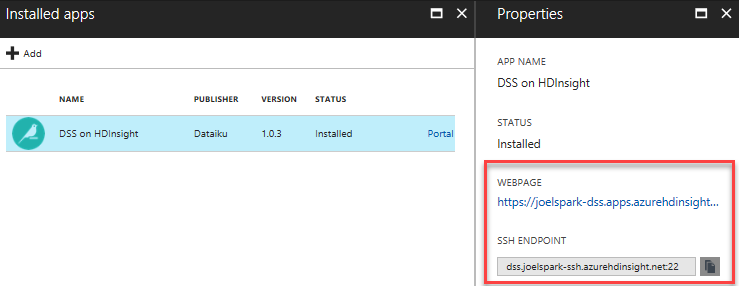 Installed apps
Add
NAME PUBLISHER VERSION STATUS
DSS on HDInsight Dataiku 1.0.3 Installed Portal
Properties
APP NAME
DSS on HDInsight
STATUS
Installed
WEBPAGE
https://joelspark-dss.apps.azurehdinsight...
SSH ENDPOINT
dss.joelspark-ssh.azurehdinsight.net:22